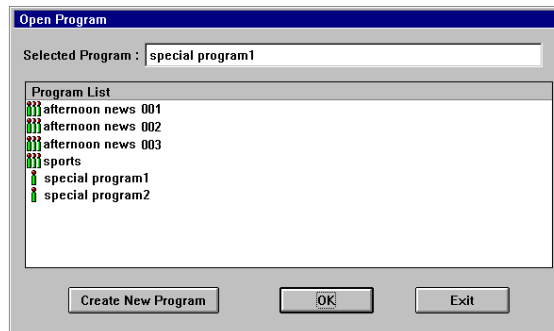 Open Program
Selected Program : special program1
Program List
afternoon news 001
afternoon news 002
afternoon news 003
sports
special program1
special program2
Create New Program OK Exit